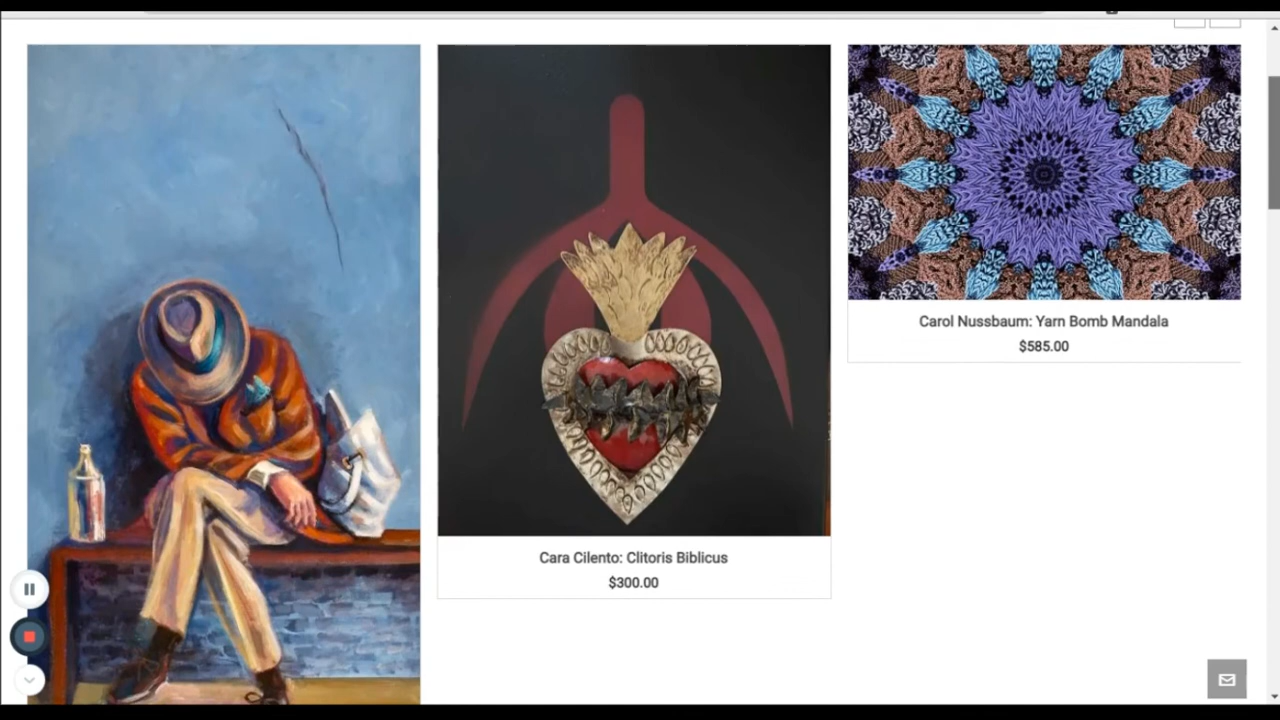 Cara Cilento: Clitoris Biblicus
$300.00
Carol Nussbaum: Yarn Bomb Mandala
$585.00